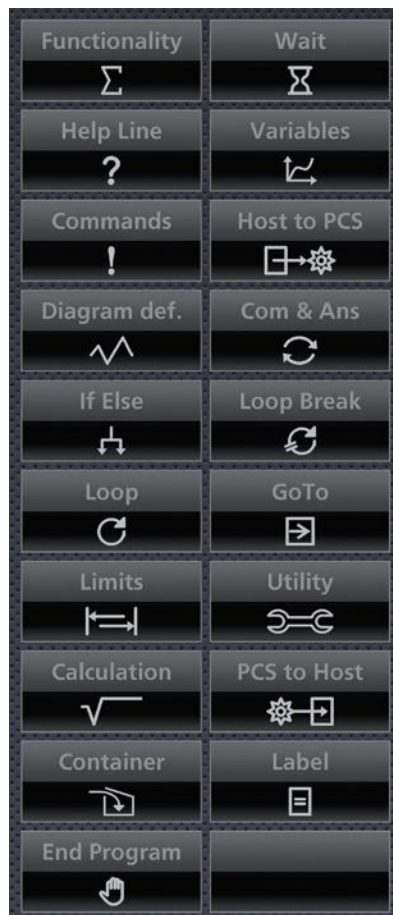 Functionality Wait
Help Line Variables
?
Commands Host to PCS
!
Diagram def. Com & Ans
If Else Loop Break
Loop GoTo
Limits Utility
Calculation PCS to Host
Container Label
End Program